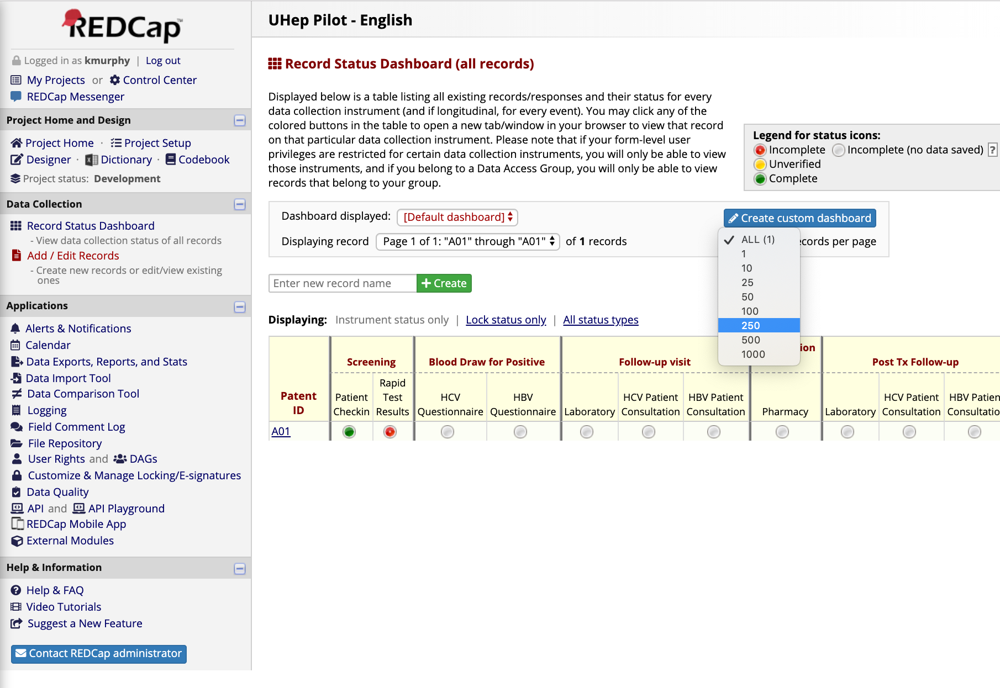 REDCap™
Logged in as kmurphy | Log out
My Projects or Control Center
REDCap Messenger
Project Home and Design
Project Home · Project Setup
Designer · Dictionary · Codebook
Project status: Development
Data Collection
Record Status Dashboard
- View data collection status of all records
Add / Edit Records
- Create new records or edit/view existing
ones
Applications
Alerts & Notifications
Calendar
Data Exports, Reports, and Stats
Data Import Tool
Data Comparison Tool
Logging
Field Comment Log
File Repository
User Rights and DAGs
Customize & Manage Locking/E-signatures
Data Quality
API and API Playground
REDCap Mobile App
External Modules
Help & Information
Help & FAQ
Video Tutorials
Suggest a New Feature
Contact REDCap administrator
UHep Pilot - English
Record Status Dashboard (all records)
Displayed below is a table listing all existing records/responses and their status for every
data collection instrument (and if longitudinal, for every event). You may click any of the
colored buttons in the table to open a new tab/window in your browser to view that record
on that particular data collection instrument. Please note that if your form-level user
privileges are restricted for certain data collection instruments, you will only be able to view
those instruments, and if you belong to a Data Access Group, you will only be able to view
records that belong to your group.
Legend for status icons:
Incomplete Incomplete (no data saved) ?
Unverified
Complete
Dashboard displayed: [Default dashboard] Create custom dashboard
Displaying record Page 1 of 1: "A01" through "A01" of 1 records ecords per page
ALL (1)
1
10
25
50
100
250
500
1000
Enter new record name + Create
Displaying: Instrument status only | Lock status only | All status types
Screening Blood Draw for Positive Follow-up visit ion Post Tx Follow-up
Patent
ID
Patient
Checkin
Rapid
Test
Results
HCV
Questionnaire
HBV
Questionnaire
Laboratory
HCV Patient
Consultation
HBV Patient
Consultation
Pharmacy
Laboratory
HCV Patient
Consultation
HBV Patien
Consultatio
A01